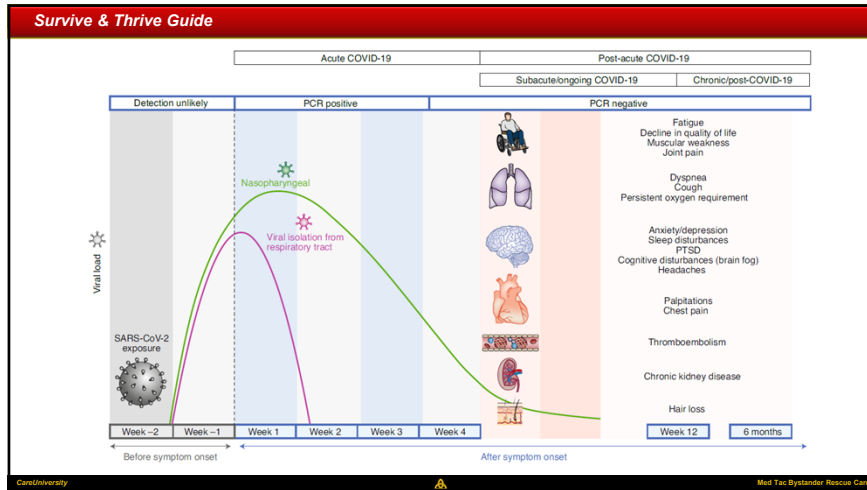 Survive & Thrive Guide
Acute COVID-19
Post-acute COVID-19
Subacute/ongoing COVID-19
Chronic/post-COVID-19
Detection unlikely
PCR positive
PCR negative
Fatigue
Decline in quality of life
Muscular weakness
Joint pain
Nasopharyngeal
Dyspnea
Cough
Persistent oxygen requirement
Viral isolation from
respiratory tract
Anxiety/depression
Sleep disturbances
PTSD
Cognitive disturbances (brain fog)
Headaches
Viral load
Palpitations
Chest pain
SARS-CoV-2
exposure
Thromboembolism
Chronic kidney disease
Hair loss
Week –2
Week –1
Week 1
Week 2
Week 3
Week 4
Week 12
6 months
Before symptom onset
After symptom onset
CareUniversity
Med Tac Bystander Rescue Care